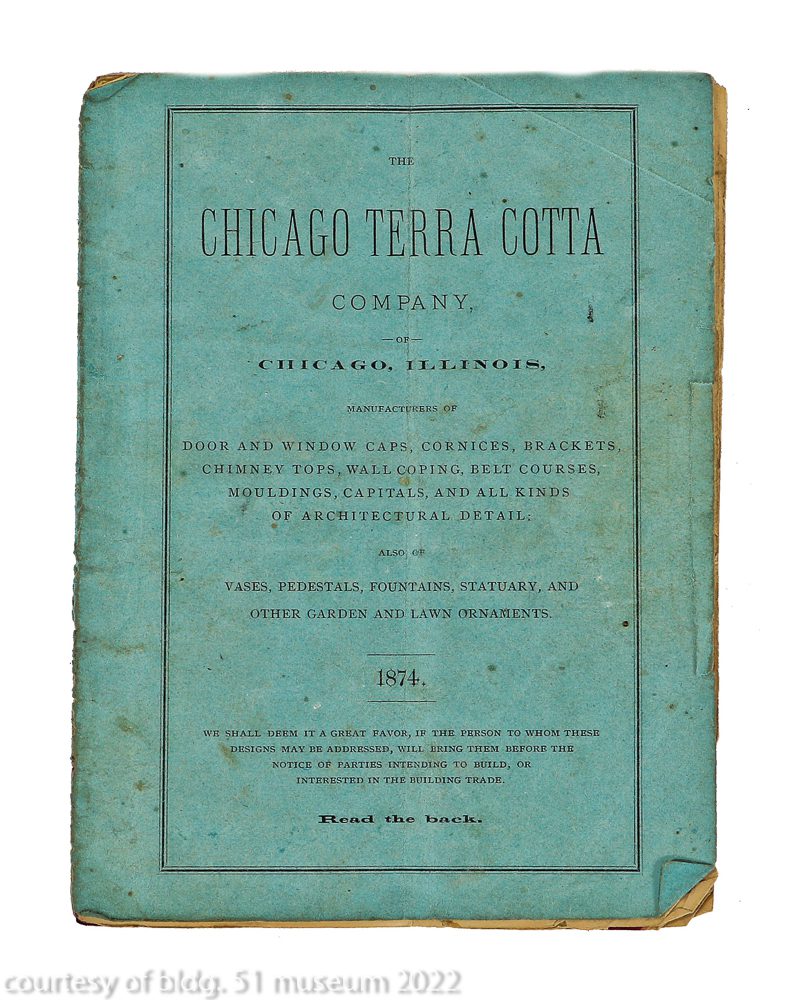 THE
CHICAGO TERRA COTTA
COMPANY,
—OF—
CHICAGO, ILLINOIS,
MANUFACTURERS OF
DOOR AND WINDOW CAPS, CORNICES, BRACKETS,
CHIMNEY TOPS, WALL COPING, BELT COURSES,
MOULDINGS, CAPITALS, AND ALL KINDS
OF ARCHITECTURAL DETAIL;
ALSO OF
VASES, PEDESTALS, FOUNTAINS, STATUARY, AND
OTHER GARDEN AND LAWN ORNAMENTS.
1874.
WE SHALL DEEM IT A GREAT FAVOR, IF THE PERSON TO WHOM THESE
DESIGNS MAY BE ADDRESSED, WILL BRING THEM BEFORE THE
NOTICE OF PARTIES INTENDING TO BUILD, OR
INTERESTED IN THE BUILDING TRADE.
Read the back.
courtesy of bldg. 51 museum 2022